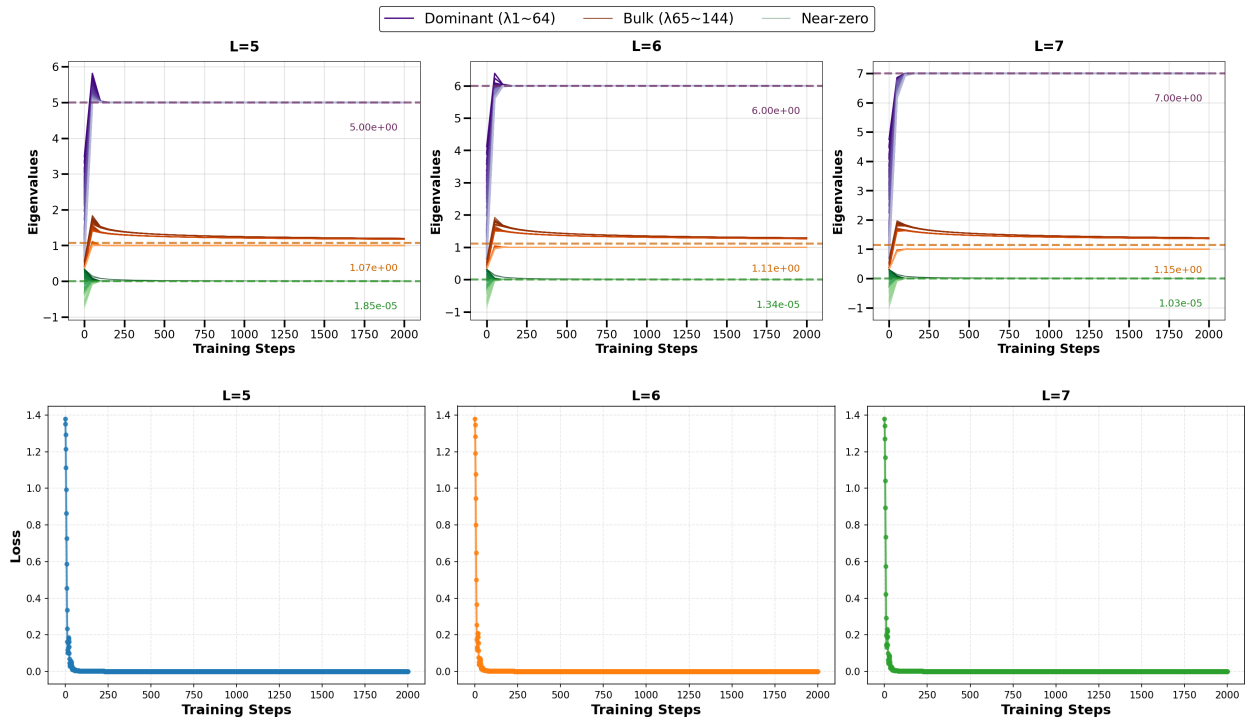 Dominant (λ1~64) Bulk (λ65~144) Near-zero
L=5 L=6 L=7
6
5
4
3
2
1
0
−1
Eigenvalues
5.00e+00
1.07e+00
1.85e-05
0 250 500 750 1000 1250 1500 1750 2000
Training Steps
6
5
4
3
2
1
0
−1
Eigenvalues
6.00e+00
1.11e+00
1.34e-05
0 250 500 750 1000 1250 1500 1750 2000
Training Steps
7
6
5
4
3
2
1
0
−1
Eigenvalues
7.00e+00
1.15e+00
1.03e-05
0 250 500 750 1000 1250 1500 1750 2000
Training Steps
L=5 L=6 L=7
1.4
1.2
1.0
0.8
0.6
0.4
0.2
0.0
Loss
0 250 500 750 1000 1250 1500 1750 2000
Training Steps
1.4
1.2
1.0
0.8
0.6
0.4
0.2
0.0
0 250 500 750 1000 1250 1500 1750 2000
Training Steps
1.4
1.2
1.0
0.8
0.6
0.4
0.2
0.0
0 250 500 750 1000 1250 1500 1750 2000
Training Steps